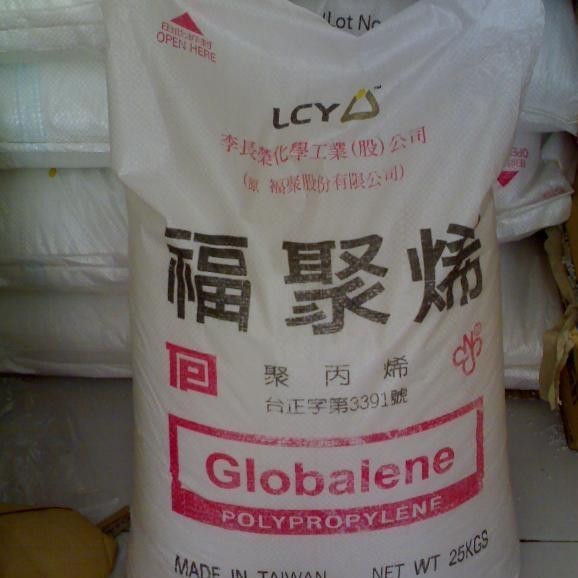 Lot No
OPEN HERE
LCY
李長榮化學工業(股)公司
(原 福聚股份有限公司)
福聚烯
聚丙烯
台正字第3391號
Globalene
POLYPROPYLENE
MADE IN TAIWAN NET WT 25KGS